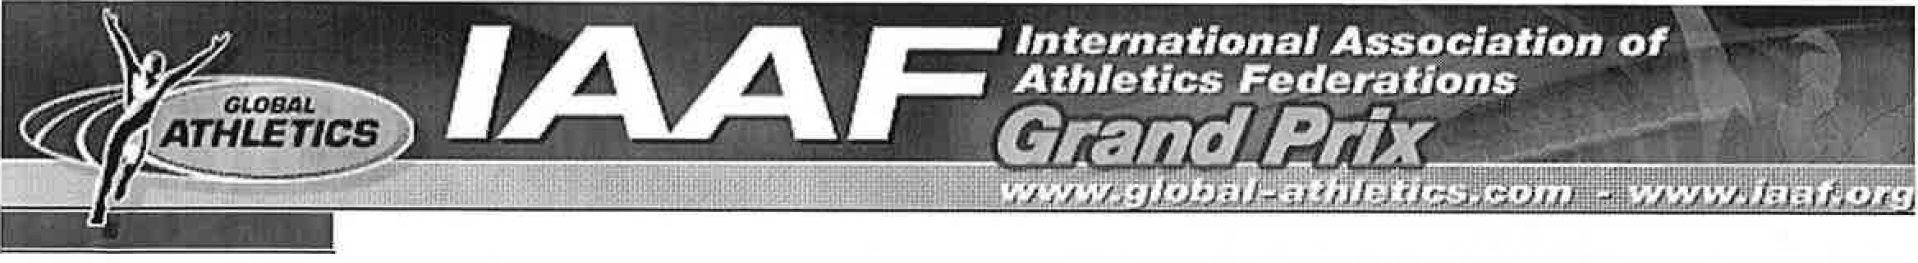 GLOBAL
ATHLETICS
IAAF
International Association of
Athletics Federations
Grand Prix
www.global-athletics.com - www.iaaf.org